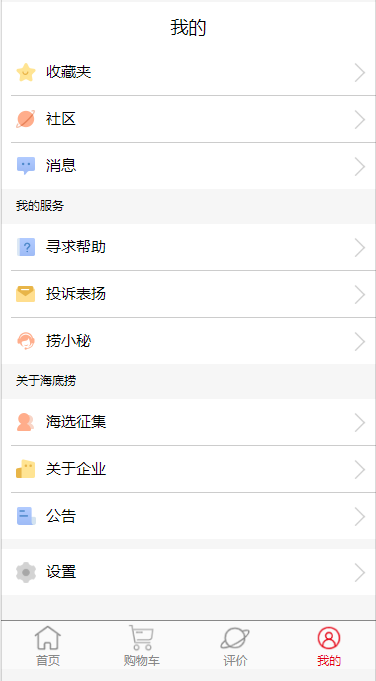 我的
收藏夹
社区
消息
我的服务
寻求帮助
投诉表扬
捞小秘
关于海底捞
海选征集
关于企业
公告
设置
首页
购物车
评价
我的